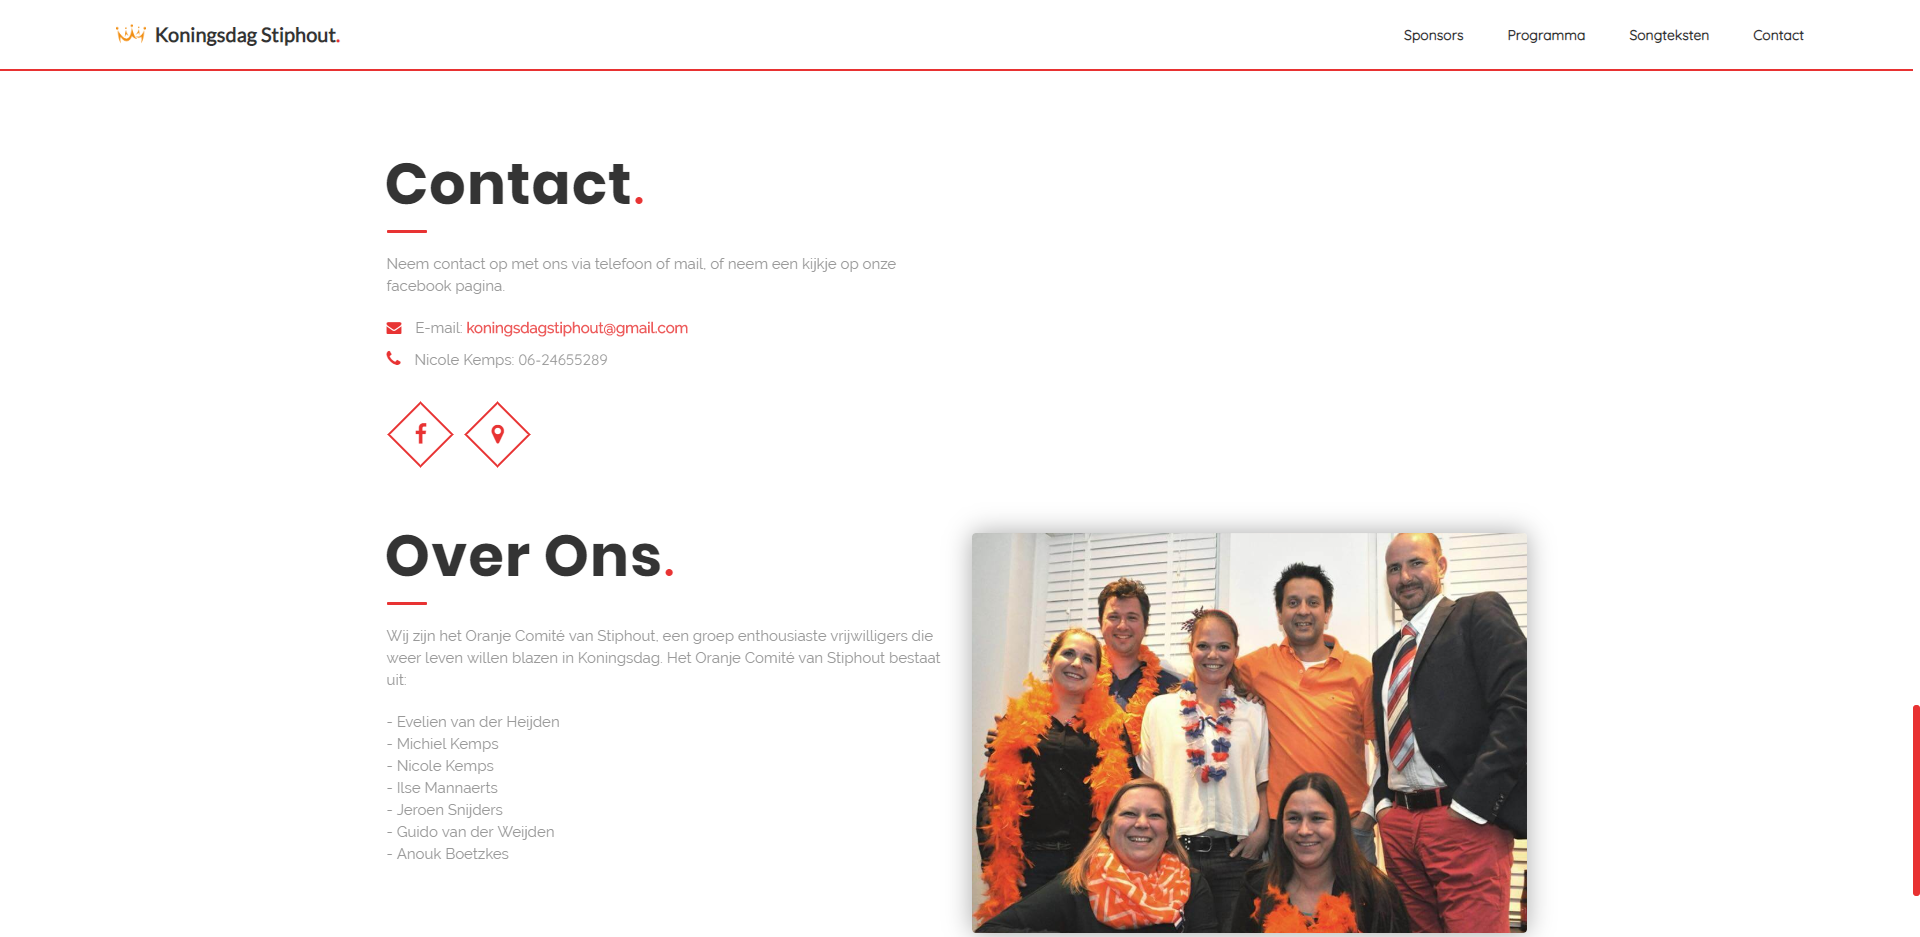 Koningsdag Stiphout.
Sponsors
Programma
Songteksten
Contact
Contact.
Neem contact op met ons via telefoon of mail, of neem een kijkje op onze
facebook pagina.
E-mail: koningsdagstiphout@gmail.com
Nicole Kemps: 06-24655289
Over Ons.
Wij zijn het Oranje Comité van Stiphout, een groep enthousiaste vrijwilligers die
weer leven willen blazen in Koningsdag. Het Oranje Comité van Stiphout bestaat
uit:
- Evelien van der Heijden
- Michiel Kemps
- Nicole Kemps
- Ilse Mannaerts
- Jeroen Snijders
- Guido van der Weijden
- Anouk Boetzkes